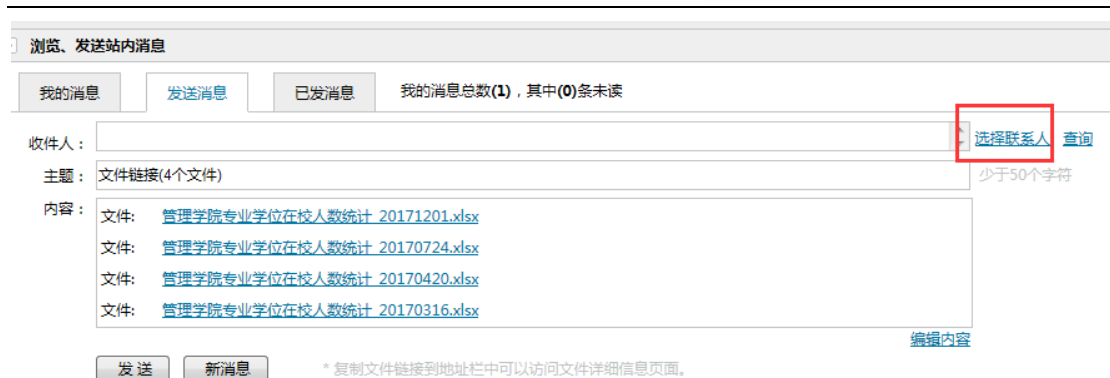 浏览、发送站内消息
我的消息 发送消息 已发消息 我的消息总数(1)，其中(0)条未读
收件人： 选择联系人 查询
主题： 文件链接(4个文件) 少于50个字符
内容： 文件: 管理学院专业学位在校人数统计_20171201.xlsx
文件: 管理学院专业学位在校人数统计_20170724.xlsx
文件: 管理学院专业学位在校人数统计_20170420.xlsx
文件: 管理学院专业学位在校人数统计_20170316.xlsx
编辑内容
发 送 新消息 * 复制文件链接到地址栏中可以访问文件详细信息页面。